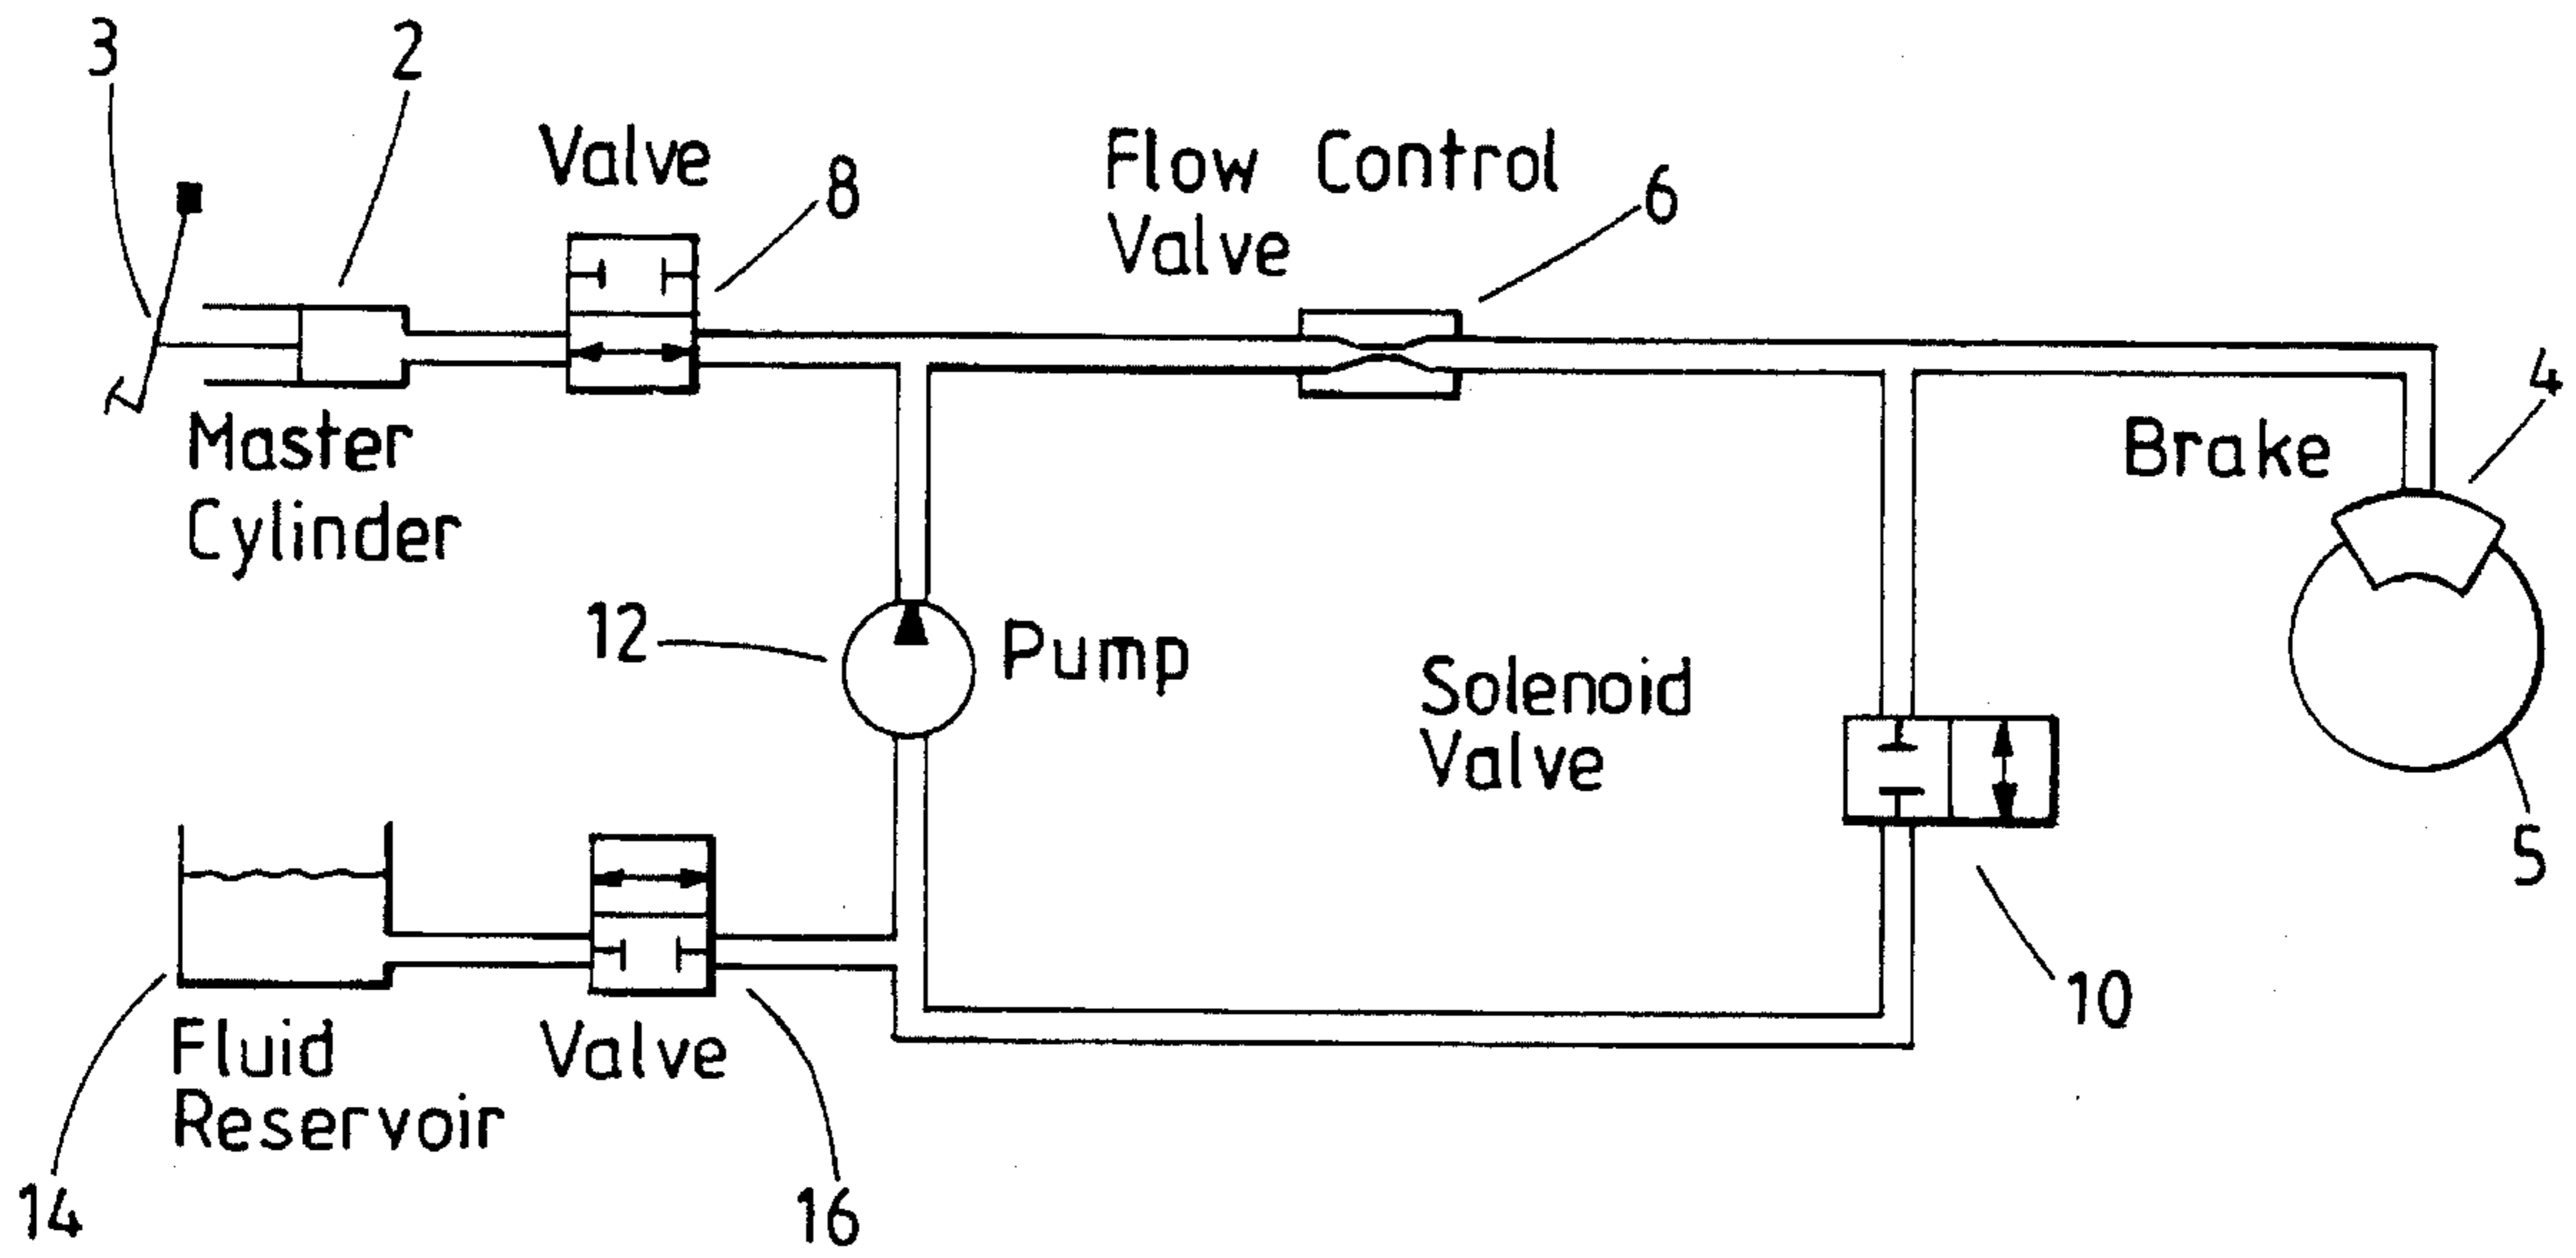 3
2
Valve
8
Flow Control
Valve
6
Master
Cylinder
4
Brake
12
Pump
Solenoid
Valve
5
10
Fluid
Reservoir
Valve
14
16